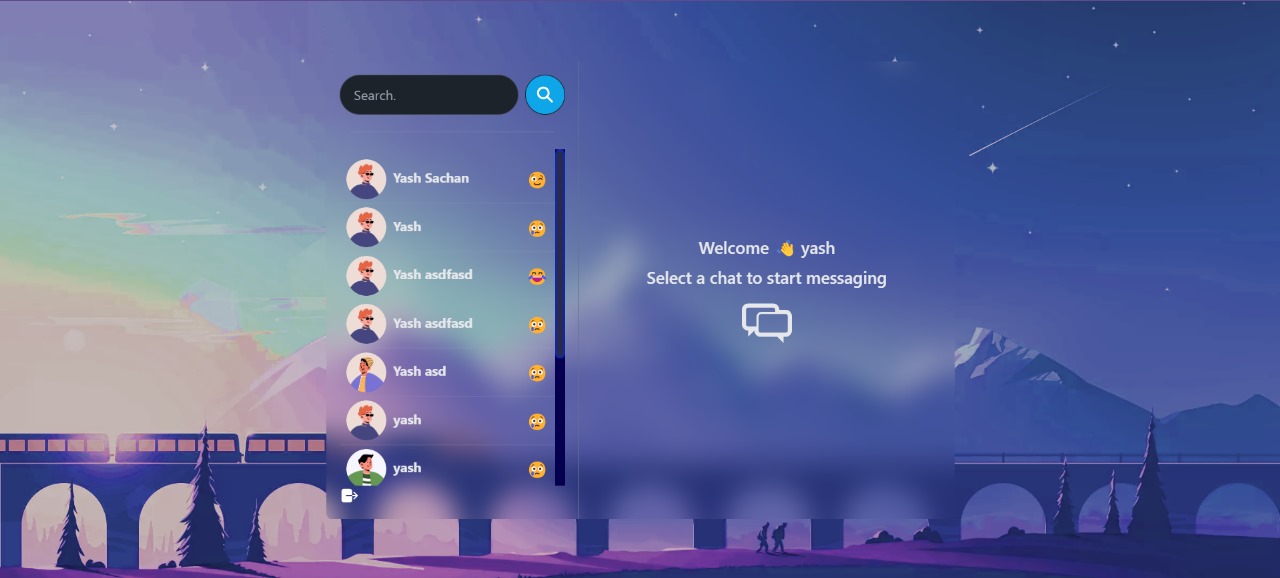 Search.
Yash Sachan
Yash
Yash asdfasd
Yash asdfasd
Yash asd
yash
yash
Welcome 👋 yash
Select a chat to start messaging